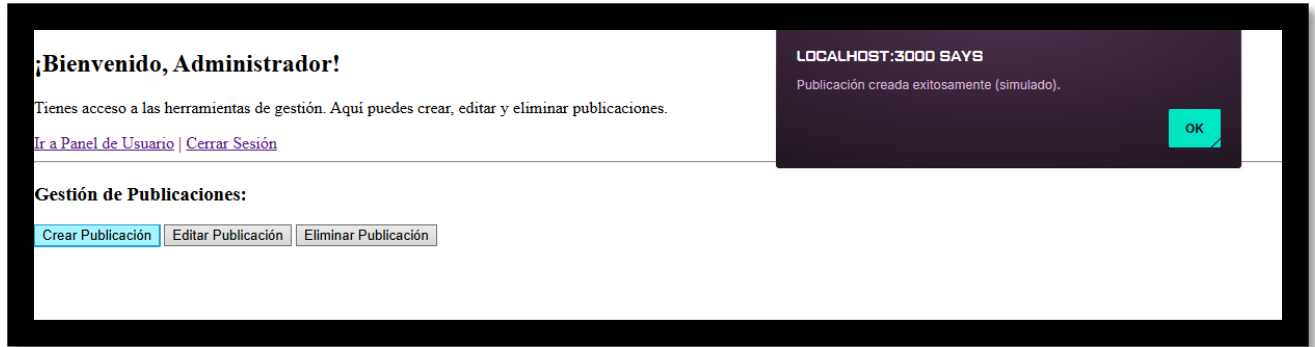 ¡Bienvenido, Administrador!
Tienes acceso a las herramientas de gestión. Aquí puedes crear, editar y eliminar publicaciones.
Ir a Panel de Usuario | Cerrar Sesión
LOCALHOST:3000 SAYS
Publicación creada exitosamente (simulado).
OK
Gestión de Publicaciones:
Crear Publicación Editar Publicación Eliminar Publicación